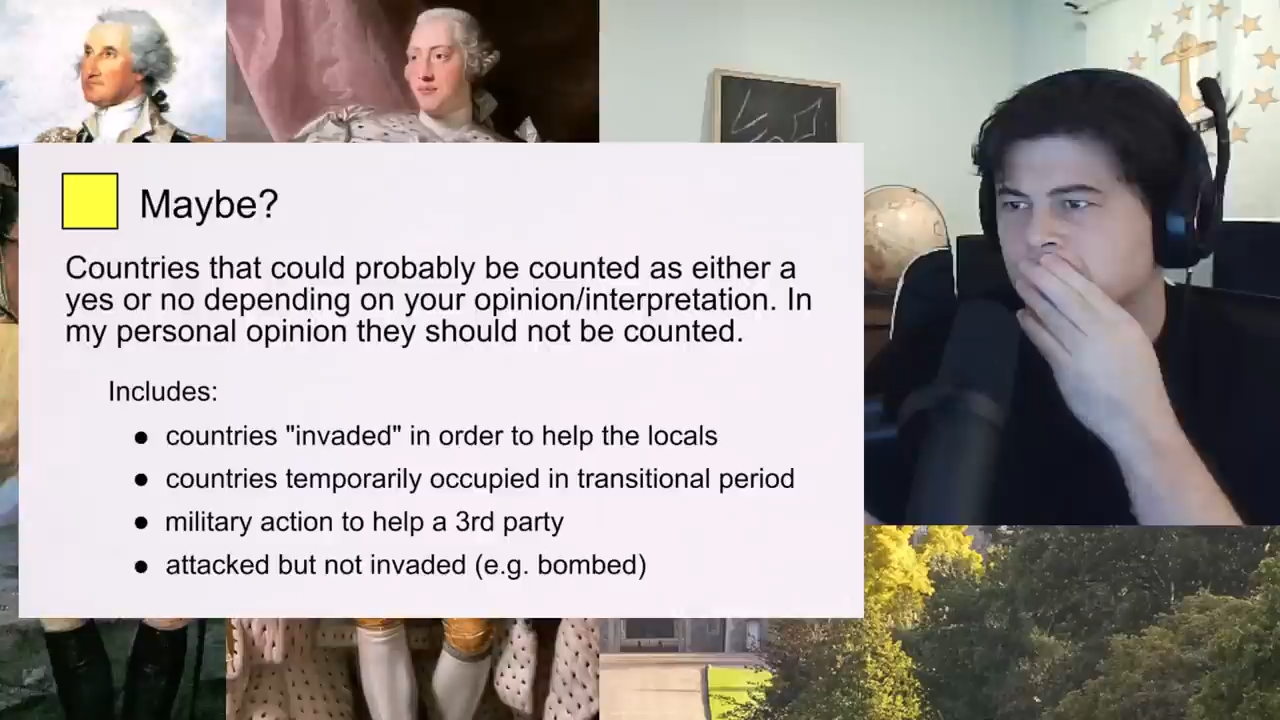 Maybe?
Countries that could probably be counted as either a
yes or no depending on your opinion/interpretation. In
my personal opinion they should not be counted.
Includes:
● countries "invaded" in order to help the locals
● countries temporarily occupied in transitional period
● military action to help a 3rd party
● attacked but not invaded (e.g. bombed)